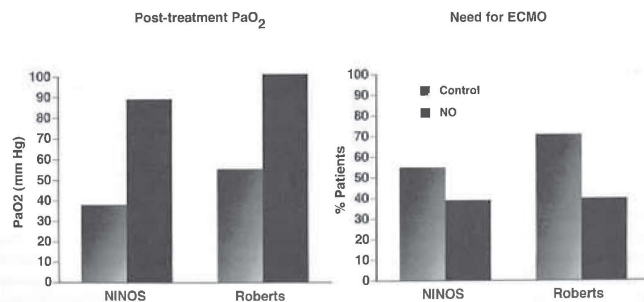 Post-treatment PaO2
PaO2 (mm Hg)
100
90
80
70
60
50
40
30
20
10
0
NINOS
Roberts
Need for ECMO
% Patients
100
90
80
70
60
50
40
30
20
10
0
Control
NO
NINOS
Roberts